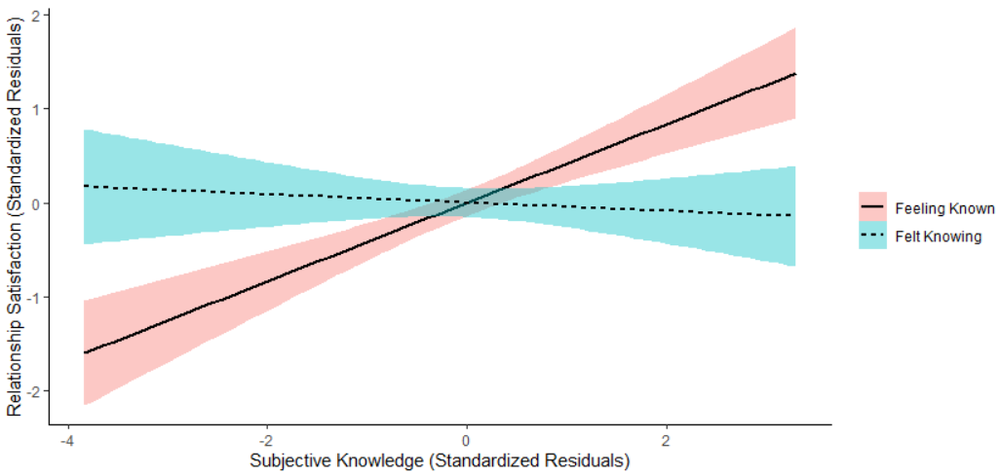 2
1
0
-1
-2
Relationship Satisfaction (Standardized Residuals)
-4
-2
0
2
Subjective Knowledge (Standardized Residuals)
Feeling Known
Felt Knowing